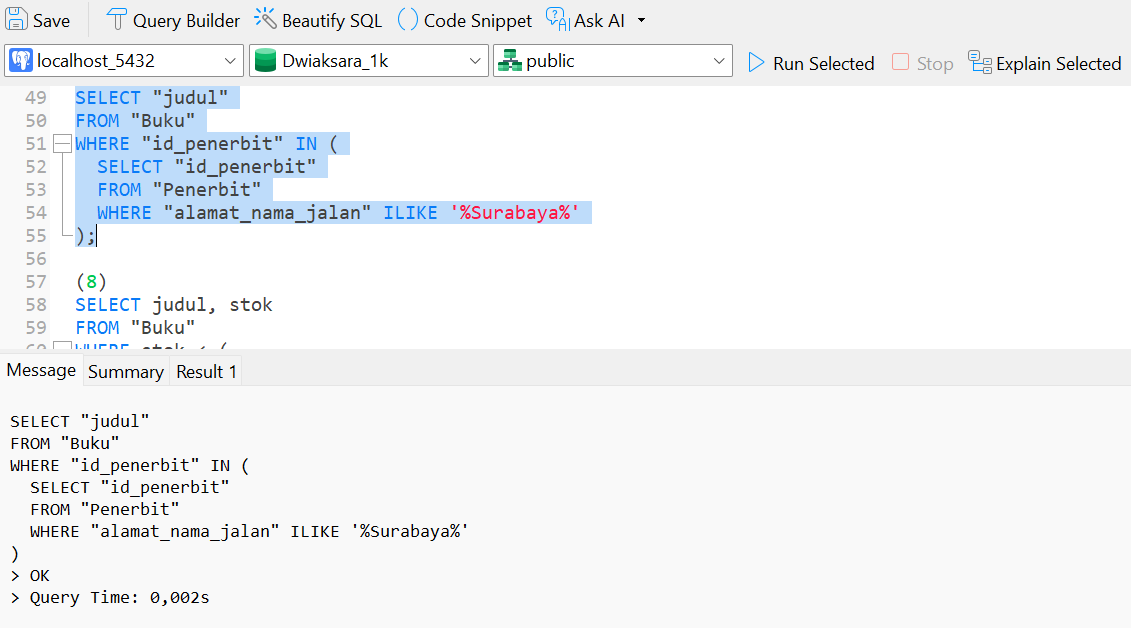 Save Query Builder Beautify SQL () Code Snippet Ask AI
localhost_5432 Dwiaksara_1k public Run Selected Stop Explain Selected
49 SELECT "judul"
50 FROM "Buku"
51 WHERE "id_penerbit" IN (
52 SELECT "id_penerbit"
53 FROM "Penerbit"
54 WHERE "alamat_nama_jalan" ILIKE '%Surabaya%'
55 );
56
57 (8)
58 SELECT judul, stok
59 FROM "Buku"
60 WHERE stok < (
Message Summary Result 1
SELECT "judul"
FROM "Buku"
WHERE "id_penerbit" IN (
SELECT "id_penerbit"
FROM "Penerbit"
WHERE "alamat_nama_jalan" ILIKE '%Surabaya%'
)
> OK
> Query Time: 0,002s